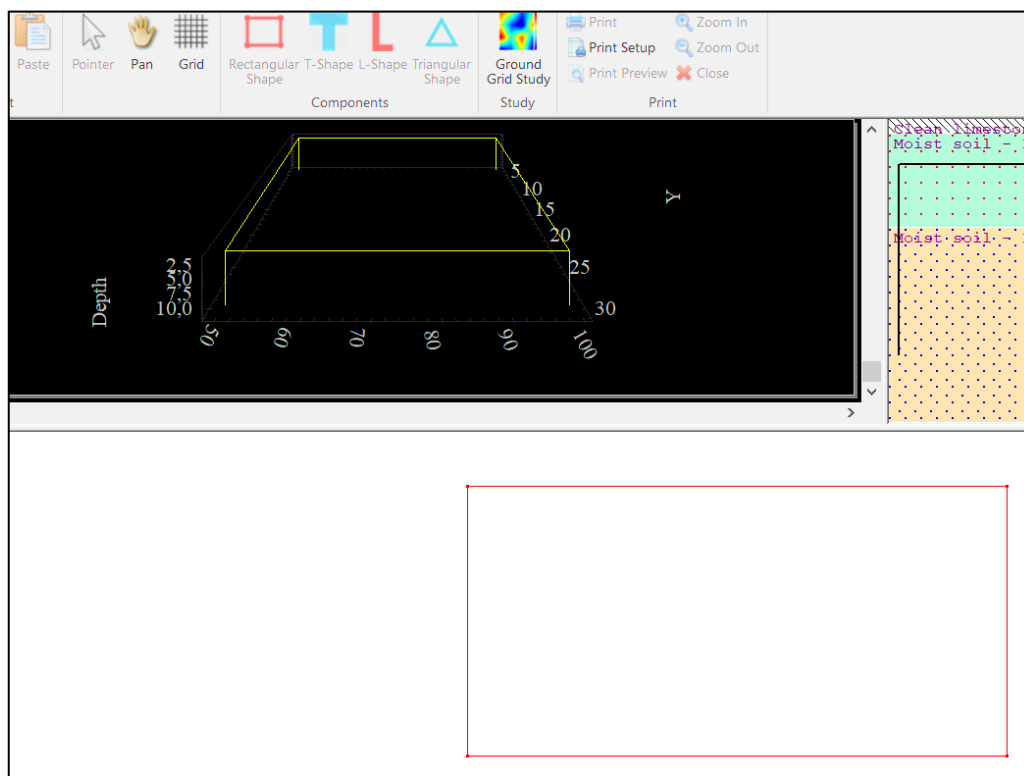 Paste
Pointer
Pan
Grid
Rectangular
Shape
T-Shape
L-Shape
Triangular
Shape
Components
Ground
Grid Study
Study
Print
Print Setup
Print Preview
Zoom In
Zoom Out
Close
Print
t
Clean limesto
Moist soil -
Moist soil -
5
10
15
20
25
30
Y
2,5
5,0
7,5
10,0
Depth
50
60
70
80
90
100